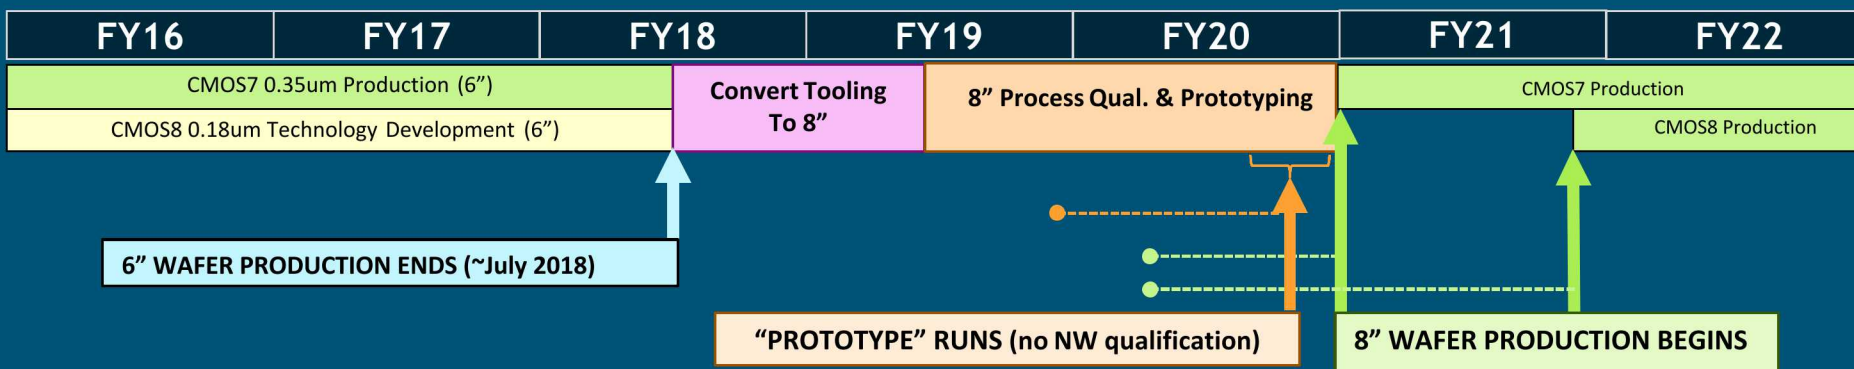 FY16 FY17 FY18 FY19 FY20 FY21 FY22
CMOS7 0.35um Production (6”)
CMOS8 0.18um Technology Development (6”)
Convert Tooling
To 8”
8” Process Qual. & Prototyping
CMOS7 Production
CMOS8 Production
6” WAFER PRODUCTION ENDS (~July 2018)
“PROTOTYPE” RUNS (no NW qualification)
8” WAFER PRODUCTION BEGINS